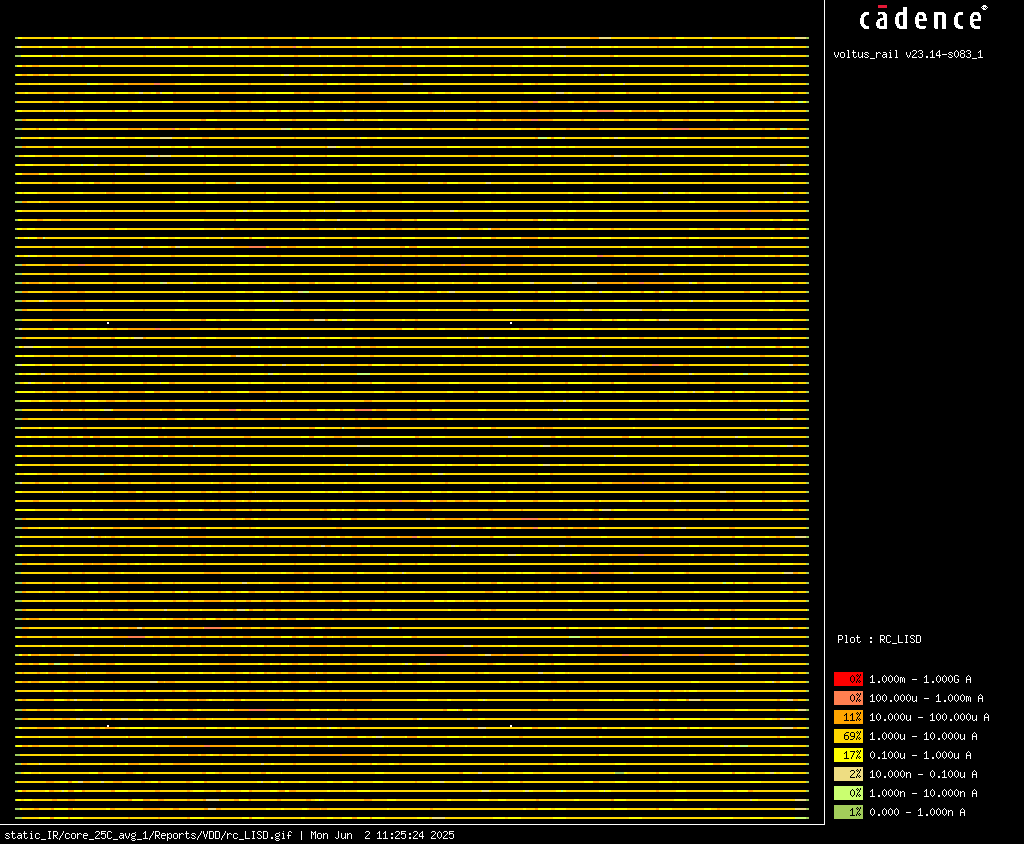 cādence®
voltus_rail v23.14-s083_1
Plot : RC_LISD
0% 1.000m - 1.000G A
0% 100.000u - 1.000m A
11% 10.000u - 100.000u A
69% 1.000u - 10.000u A
17% 0.100u - 1.000u A
2% 10.000n - 0.100u A
0% 1.000n - 10.000n A
1% 0.000 - 1.000n A
static_IR/core_25C_avg_1/Reports/VDD/rc_LISD.gif | Mon Jun  2 11:25:24 2025